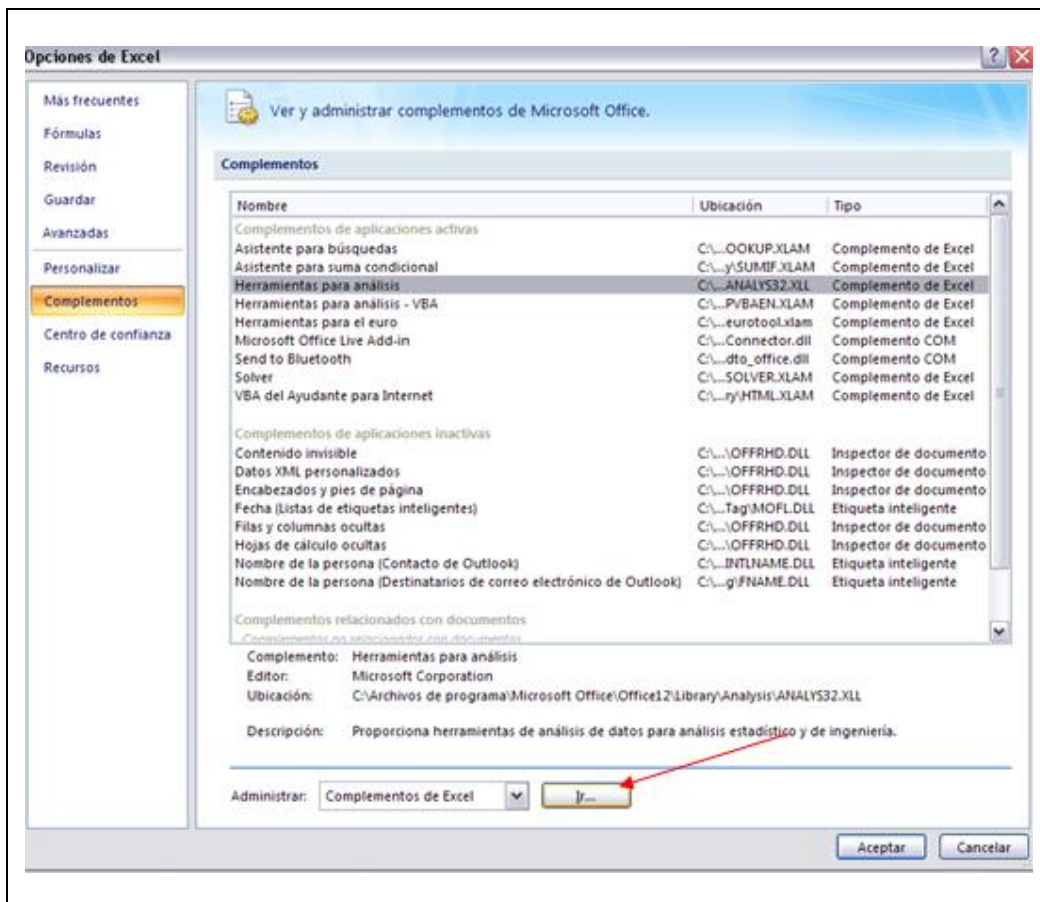 Opciones de Excel
Más frecuentes
Fórmulas
Revisión
Guardar
Avanzadas
Personalizar
Complementos
Centro de confianza
Recursos
Ver y administrar complementos de Microsoft Office.
Complementos
Nombre Ubicación Tipo
Complementos de aplicaciones activas
Asistente para búsquedas C:\...OOKUP.XLAM Complemento de Excel
Asistente para suma condicional C:\...y\SUMIF.XLAM Complemento de Excel
Herramientas para análisis C:\...ANALYS32.XLL Complemento de Excel
Herramientas para análisis - VBA C:\...PVBAEN.XLAM Complemento de Excel
Herramientas para el euro C:\...eurotool.xlam Complemento de Excel
Microsoft Office Live Add-in C:\...Connector.dll Complemento COM
Send to Bluetooth C:\...dto_office.dll Complemento COM
Solver C:\...SOLVER.XLAM Complemento de Excel
VBA del Ayudante para Internet C:\...ry\HTML.XLAM Complemento de Excel
Complementos de aplicaciones inactivas
Contenido invisible C:\...\OFFRHD.DLL Inspector de documento
Datos XML personalizados C:\...\OFFRHD.DLL Inspector de documento
Encabezados y pies de página C:\...\OFFRHD.DLL Inspector de documento
Fecha (Listas de etiquetas inteligentes) C:\...Tag\MOFL.DLL Etiqueta inteligente
Filas y columnas ocultas C:\...\OFFRHD.DLL Inspector de documento
Hojas de cálculo ocultas C:\...\OFFRHD.DLL Inspector de documento
Nombre de la persona (Contacto de Outlook) C:\...INTLNAME.DLL Etiqueta inteligente
Nombre de la persona (Destinatarios de correo electrónico de Outlook) C:\...g\FNAME.DLL Etiqueta inteligente
Complementos relacionados con documentos
Complementos no relacionados con documentos
Complemento: Herramientas para análisis
Editor: Microsoft Corporation
Ubicación: C:\Archivos de programa\Microsoft Office\Office12\Library\Analysis\ANALYS32.XLL
Descripción: Proporciona herramientas de análisis de datos para análisis estadístico y de ingeniería.
Administrar: Complementos de Excel Ir...
Aceptar Cancelar